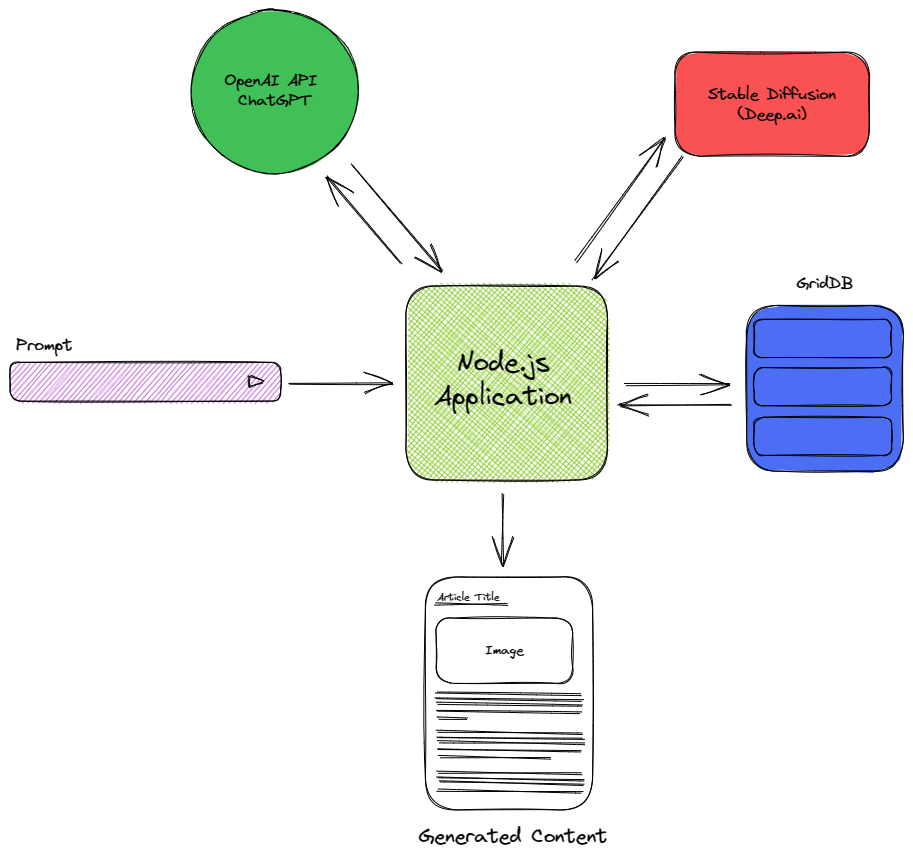 OpenAI API
ChatGPT
Stable Diffusion
(Deep.ai)
GridDB
Prompt
Node.js
Application
Article Title
Image
Generated Content